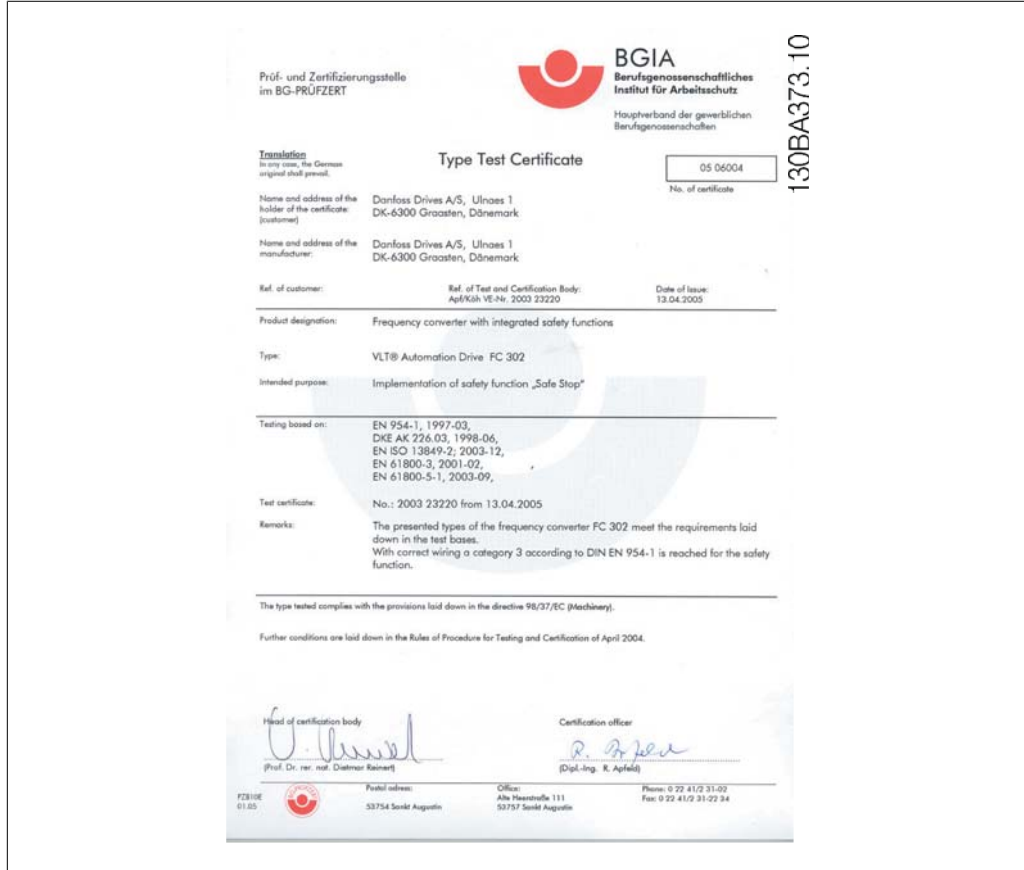 130BA373.10
Prüf- und Zertifizierungsstelle
im BG-PRÜFZERT
BGIA
Berufsgenossenschaftliches
Institut für Arbeitsschutz
Hauptverband der gewerblichen
Berufsgenossenschaften
Translation
In any case, the German
original shall prevail.
Type Test Certificate
05 06004
No. of certificate
Name and address of the
holder of the certificate:
(customer)
Danfoss Drives A/S, Ulnaes 1
DK-6300 Graasten, Dänemark
Name and address of the
manufacturer:
Danfoss Drives A/S, Ulnaes 1
DK-6300 Graasten, Dänemark
Ref. of customer:
Ref. of Test and Certification Body:
Apf/Köh VE-Nr. 2003 23220
Date of Issue:
13.04.2005
Product designation:
Frequency converter with integrated safety functions
Type:
VLT® Automation Drive FC 302
Intended purpose:
Implementation of safety function „Safe Stop“
Testing based on:
EN 954-1, 1997-03,
DKE AK 226.03, 1998-06,
EN ISO 13849-2; 2003-12,
EN 61800-3, 2001-02,
EN 61800-5-1, 2003-09,
Test certificate:
No.: 2003 23220 from 13.04.2005
Remarks:
The presented types of the frequency converter FC 302 meet the requirements laid
down in the test bases.
With correct wiring a category 3 according to DIN EN 954-1 is reached for the safety
function.
The type tested complies with the provisions laid down in the directive 98/37/EC (Machinery).
Further conditions are laid down in the Rules of Procedure for Testing and Certification of April 2004.
Head of certification body
(Prof. Dr. rer. nat. Dietmar Reinert)
Certification officer
(Dipl.-Ing. R. Apfeld)
PZB10E
01.05
Postal adress:
53754 Sankt Augustin
Office:
Alte Heerstraße 111
53757 Sankt Augustin
Phone: 0 22 41/2 31-02
Fax: 0 22 41/2 31-22 34